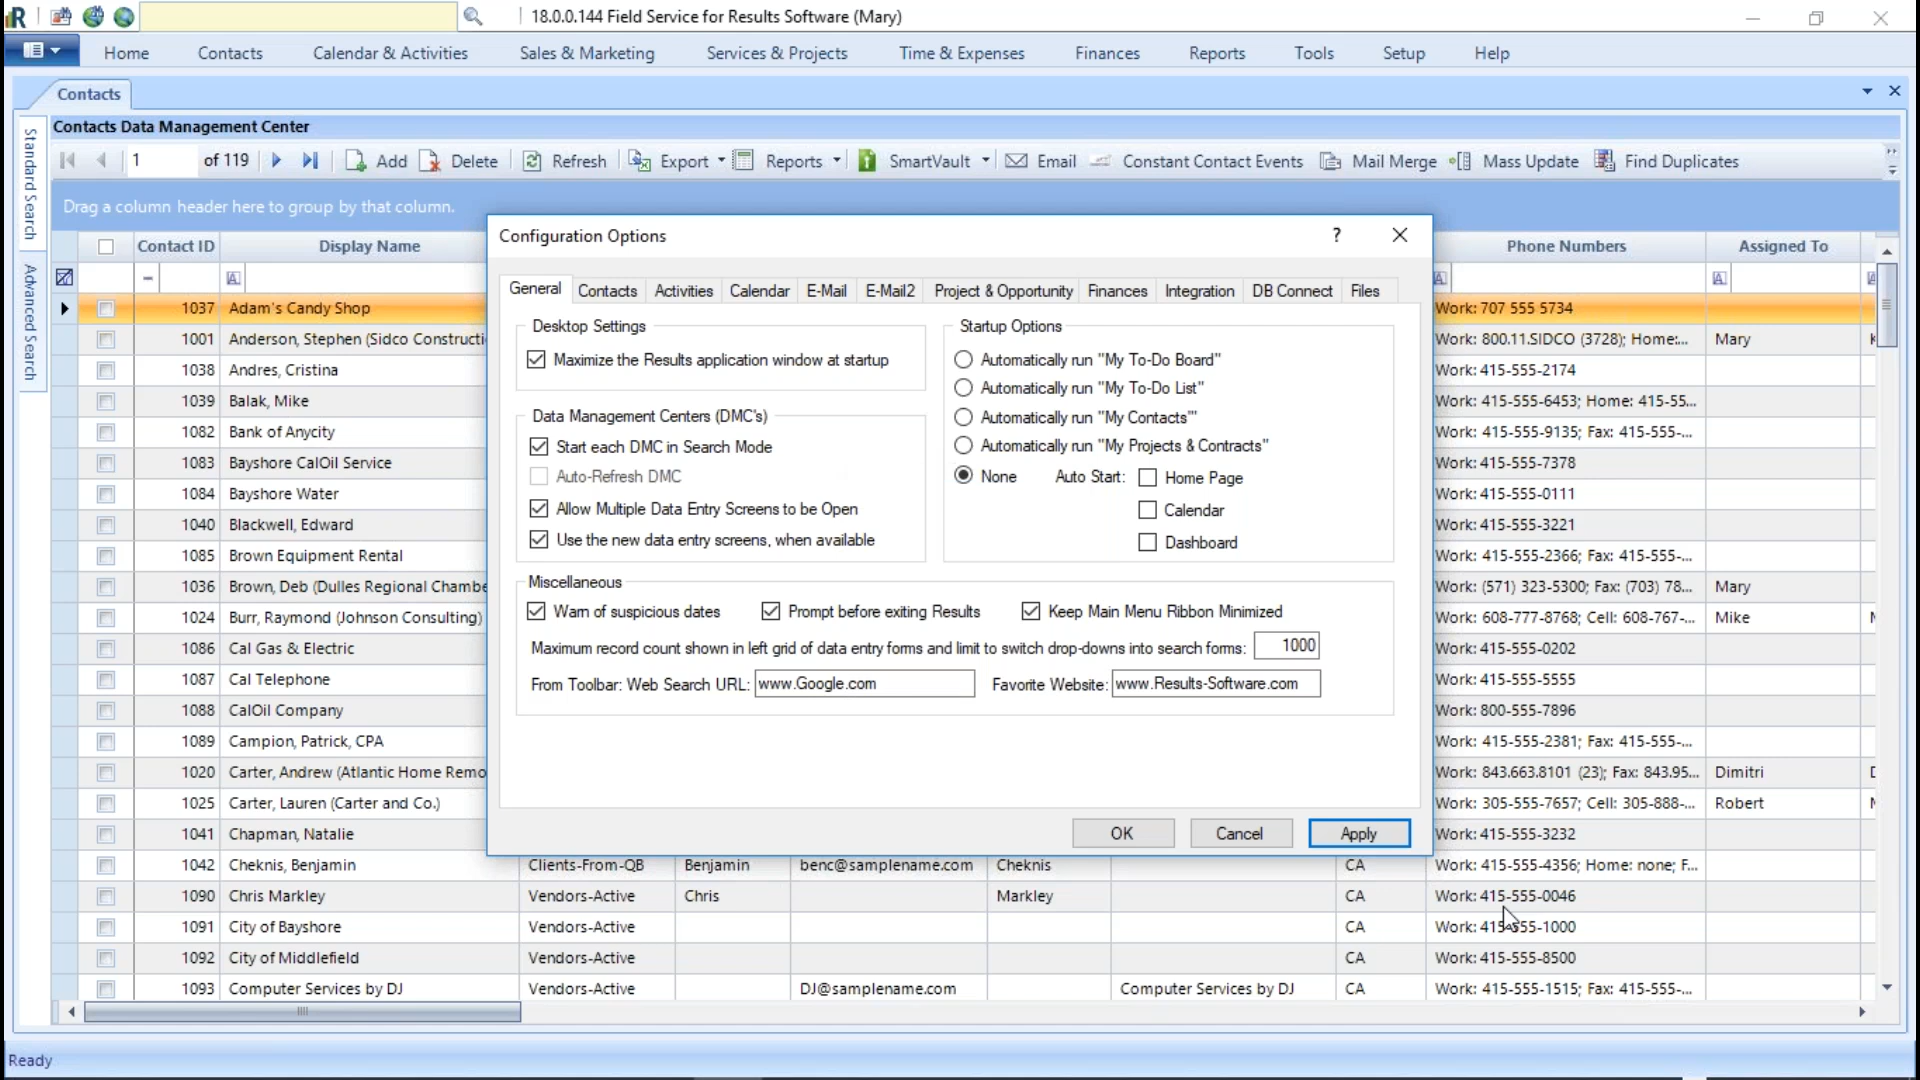 18.0.0.144 Field Service for Results Software (Mary)
Home Contacts Calendar & Activities Sales & Marketing Services & Projects Time & Expenses Finances Reports Tools Setup Help
Contacts
Contacts Data Management Center
1 of 119 Add Delete Refresh Export Reports SmartVault Email Constant Contact Events Mail Merge Mass Update Find Duplicates
Standard Search
Advanced Search
Drag a column header here to group by that column.
Contact ID Display Name Phone Numbers Assigned To
1037 Adam's Candy Shop Work: 707 555 5734
1001 Anderson, Stephen (Sidco Constructi Work: 800.11.SIDCO (3728); Home:... Mary
1038 Andres, Cristina Work: 415-555-2174
1039 Balak, Mike Work: 415-555-6453; Home: 415-55...
1082 Bank of Anycity Work: 415-555-9135; Fax: 415-555-...
1083 Bayshore CalOil Service Work: 415-555-7378
1084 Bayshore Water Work: 415-555-0111
1040 Blackwell, Edward Work: 415-555-3221
1085 Brown Equipment Rental Work: 415-555-2366; Fax: 415-555-...
1036 Brown, Deb (Dulles Regional Chambe Work: (571) 323-5300; Fax: (703) 78... Mary
1024 Burr, Raymond (Johnson Consulting) Work: 608-777-8768; Cell: 608-767-... Mike
1086 Cal Gas & Electric Work: 415-555-0202
1087 Cal Telephone Work: 415-555-5555
1088 CalOil Company Work: 800-555-7896
1089 Campion, Patrick, CPA Work: 415-555-2381; Fax: 415-555-...
1020 Carter, Andrew (Atlantic Home Remo Work: 843.663.8101 (23); Fax: 843.95... Dimitri
1025 Carter, Lauren (Carter and Co.) Work: 305-555-7657; Cell: 305-888-... Robert
1041 Chapman, Natalie Work: 415-555-3232
1042 Cheknis, Benjamin Clients-From-QB Benjamin benc@samplename.com Cheknis CA Work: 415-555-4356; Home: none; F...
1090 Chris Markley Vendors-Active Chris Markley CA Work: 415-555-0046
1091 City of Bayshore Vendors-Active CA Work: 415-555-1000
1092 City of Middlefield Vendors-Active CA Work: 415-555-8500
1093 Computer Services by DJ Vendors-Active DJ@samplename.com Computer Services by DJ CA Work: 415-555-1515; Fax: 415-555-...
Configuration Options ?
General Contacts Activities Calendar E-Mail E-Mail2 Project & Opportunity Finances Integration DB Connect Files
Desktop Settings
Maximize the Results application window at startup
Data Management Centers (DMC's)
Start each DMC in Search Mode
Auto-Refresh DMC
Allow Multiple Data Entry Screens to be Open
Use the new data entry screens, when available
Startup Options
Automatically run "My To-Do Board"
Automatically run "My To-Do List"
Automatically run "My Contacts'"
Automatically run "My Projects & Contracts"
None Auto Start: Home Page
Calendar
Dashboard
Miscellaneous
Warn of suspicious dates Prompt before exiting Results Keep Main Menu Ribbon Minimized
Maximum record count shown in left grid of data entry forms and limit to switch drop-downs into search forms: 1000
From Toolbar: Web Search URL: www.Google.com Favorite Website: www.Results-Software.com
OK Cancel Apply
Ready